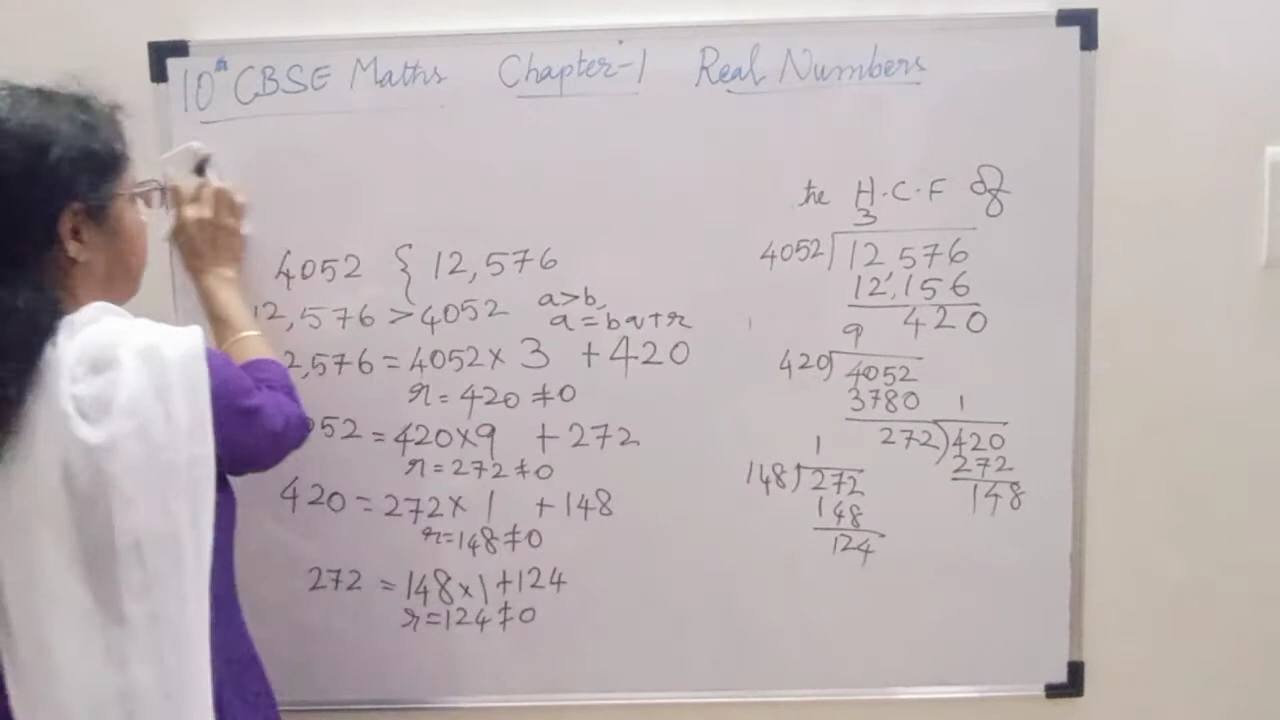 10th CBSE Maths Chapter-1 Real Numbers
the H.C.F of
4052 { 12,576
12,576 > 4052 a>b,
a = bq+r
2,576 = 4052 × 3 + 420
r = 420 ≠ 0
052 = 420×9 + 272
r = 272 ≠ 0
420 = 272 × 1 + 148
r = 148 ≠ 0
272 = 148 × 1 + 124
r = 124 ≠ 0
3
4052) 12 576
12,156
420
9
420) 4052
3780
1
272) 420
272
148
1
148) 272
148
124